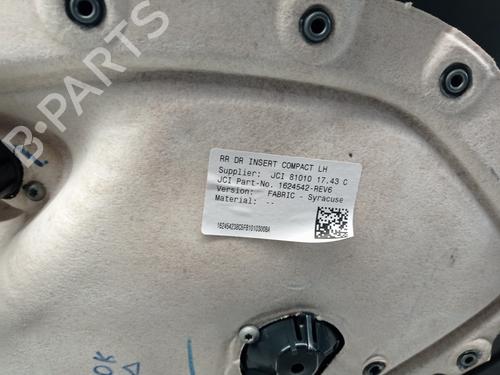 RR DR INSERT COMPACT LH
Supplier: JCI 81010 17.43 C
JCI Part-No. 1624542-REV6
Version: FABRIC - Syracuse
Material: --
OK
B-PARTS